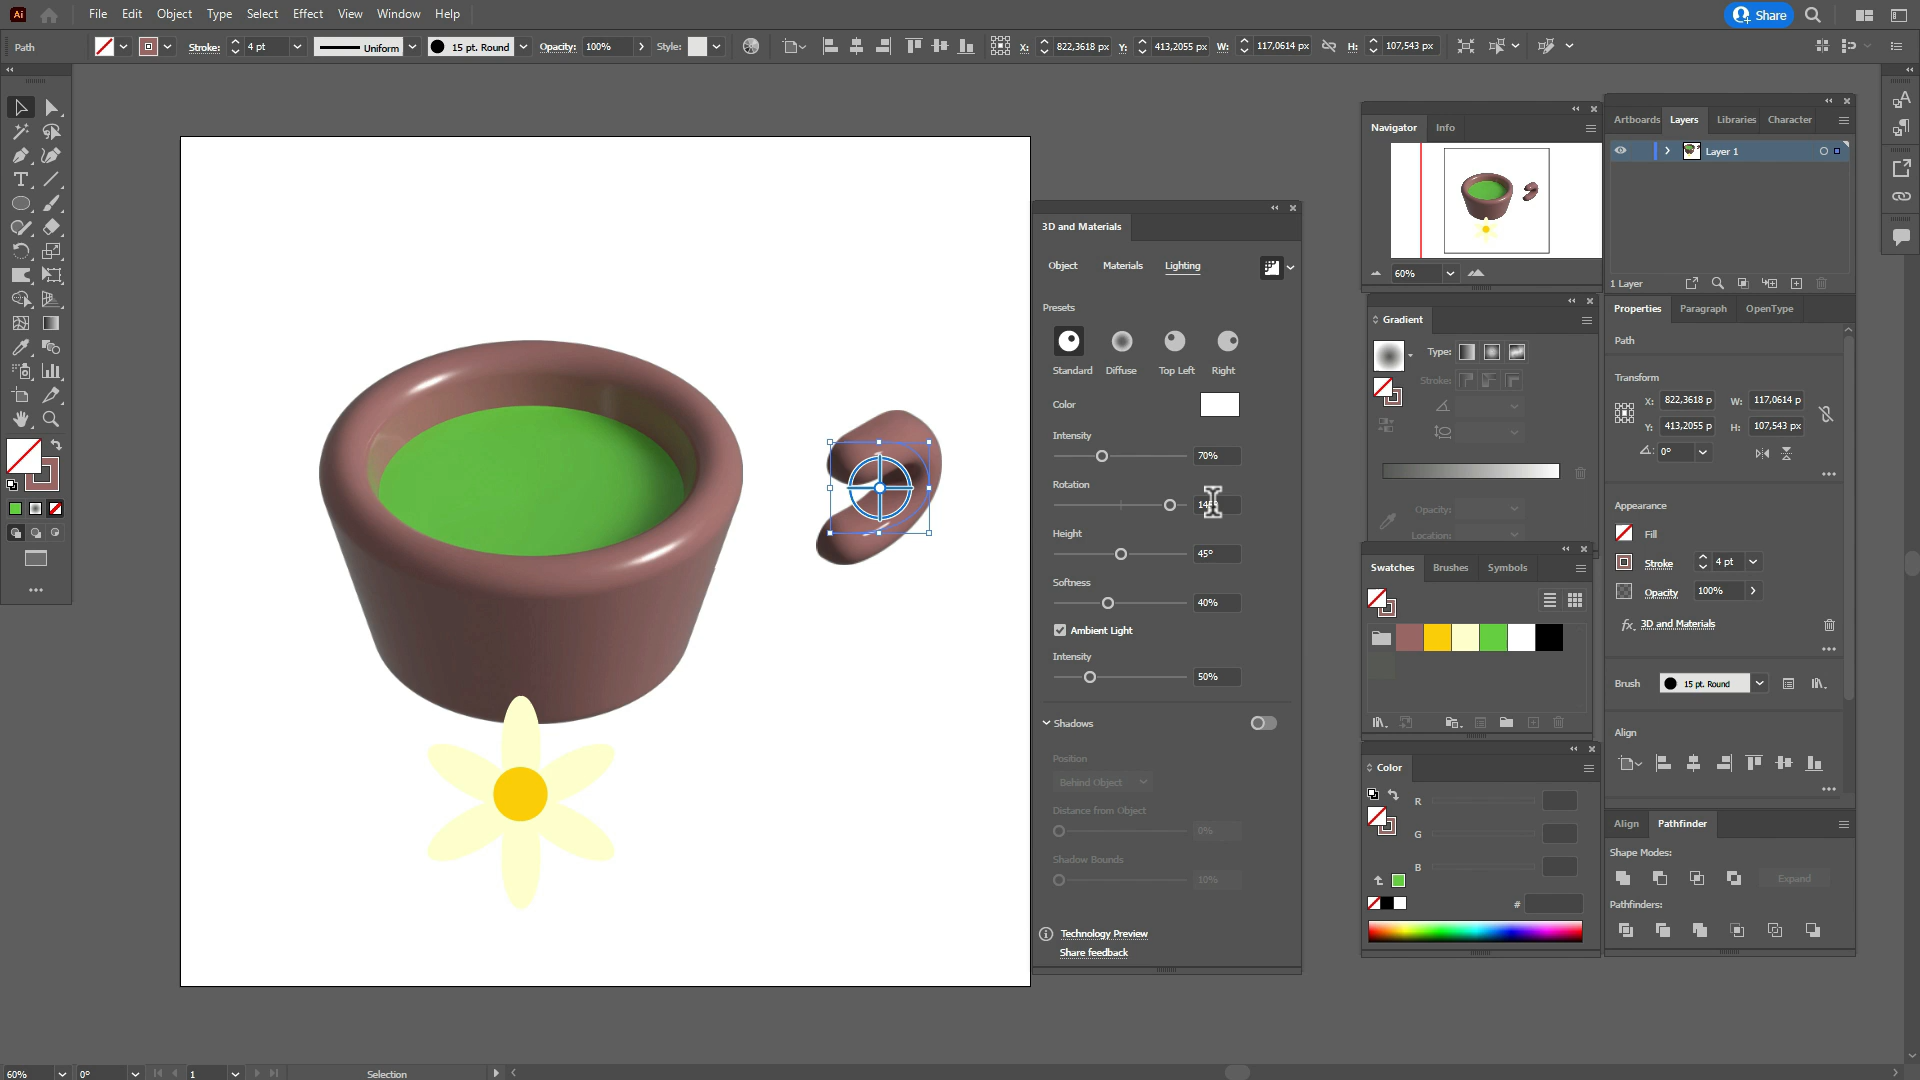 Ai
File Edit Object Type Select Effect View Window Help
Share
Path
Stroke: 4 pt
Uniform
15 pt. Round
Opacity: 100%
Style:
X: 822,3618 px
Y: 413,2055 px
W: 117,0614 px
H: 107,543 px
3D and Materials
Object Materials Lighting
Presets
Standard Diffuse Top Left Right
Color
Intensity
70%
Rotation
Height
45°
Softness
40%
Ambient Light
Intensity
50%
Shadows
Position
Behind Object
Distance from Object
0%
Shadow Bounds
10%
Technology Preview
Share feedback
Navigator Info
60%
Gradient
Type:
Stroke:
Opacity:
Location:
Swatches Brushes Symbols
Color
R
G
B
#
Artboards Layers Libraries Character
Layer 1
1 Layer
Properties Paragraph OpenType
Path
Transform
X: 822,3618 p W: 117,0614 p
Y: 413,2055 p H: 107,543 px
0°
Appearance
Fill
Stroke 4 pt
Opacity 100%
fx. 3D and Materials
Brush 15 pt. Round
Align
Align Pathfinder
Shape Modes:
Expand
Pathfinders:
60% 0° 1 Selection